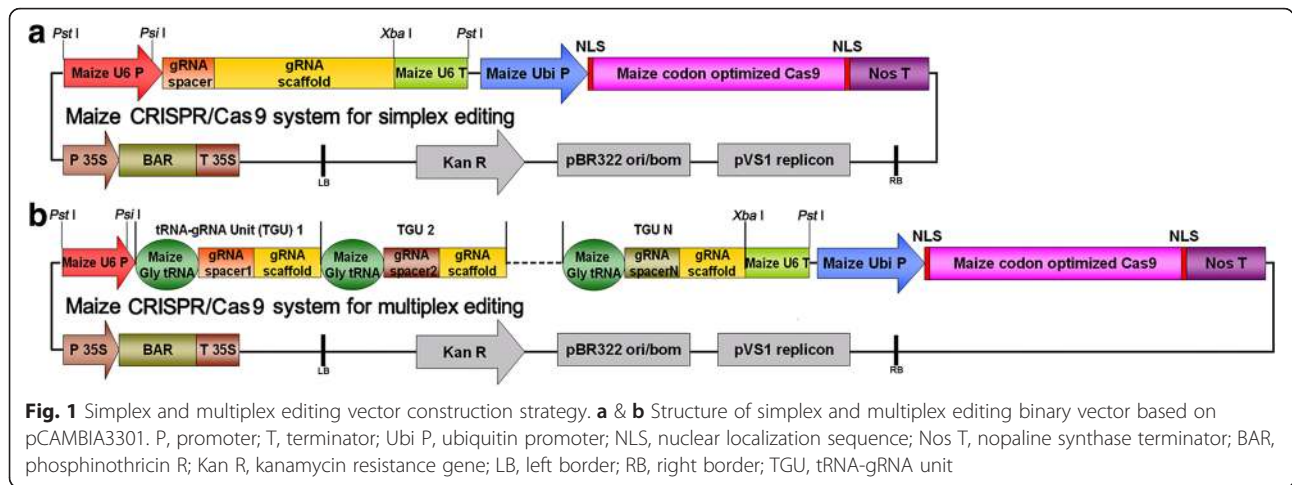 a
Pst I
Psi I
Xba I
Pst I
NLS
NLS
Maize U6 P
gRNA
spacer
gRNA
scaffold
Maize U6 T
Maize Ubi P
Maize codon optimized Cas9
Nos T
Maize CRISPR/Cas9 system for simplex editing
P 35S
BAR
T 35S
LB
Kan R
pBR322 ori/bom
pVS1 replicon
RB
b
Pst I
Psi I
tRNA-gRNA Unit (TGU) 1
TGU 2
TGU N
Xba I
Pst I
NLS
NLS
Maize U6 P
Maize
Gly tRNA
gRNA
spacer1
gRNA
scaffold
Maize
Gly tRNA
gRNA
spacer2
gRNA
scaffold
Maize
Gly tRNA
gRNA
spacerN
gRNA
scaffold
Maize U6 T
Maize Ubi P
Maize codon optimized Cas9
Nos T
Maize CRISPR/Cas9 system for multiplex editing
P 35S
BAR
T 35S
LB
Kan R
pBR322 ori/bom
pVS1 replicon
RB
Fig. 1 Simplex and multiplex editing vector construction strategy. a & b Structure of simplex and multiplex editing binary vector based on
pCAMBIA3301. P, promoter; T, terminator; Ubi P, ubiquitin promoter; NLS, nuclear localization sequence; Nos T, nopaline synthase terminator; BAR,
phosphinothricin R; Kan R, kanamycin resistance gene; LB, left border; RB, right border; TGU, tRNA-gRNA unit